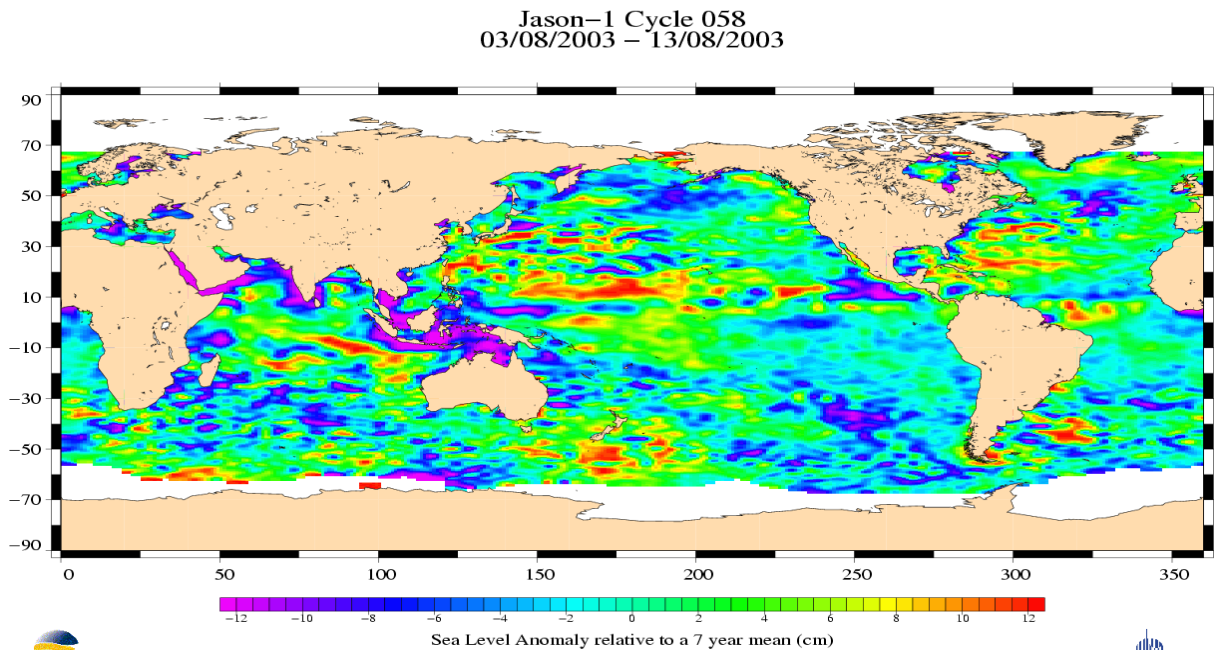 Jason−1 Cycle 058
03/08/2003 − 13/08/2003
90
70
50
30
10
−10
−30
−50
−70
−90
0 50 100 150 200 250 300 350
−12 −10 −8 −6 −4 −2 0 2 4 6 8 10 12
Sea Level Anomaly relative to a 7 year mean (cm)